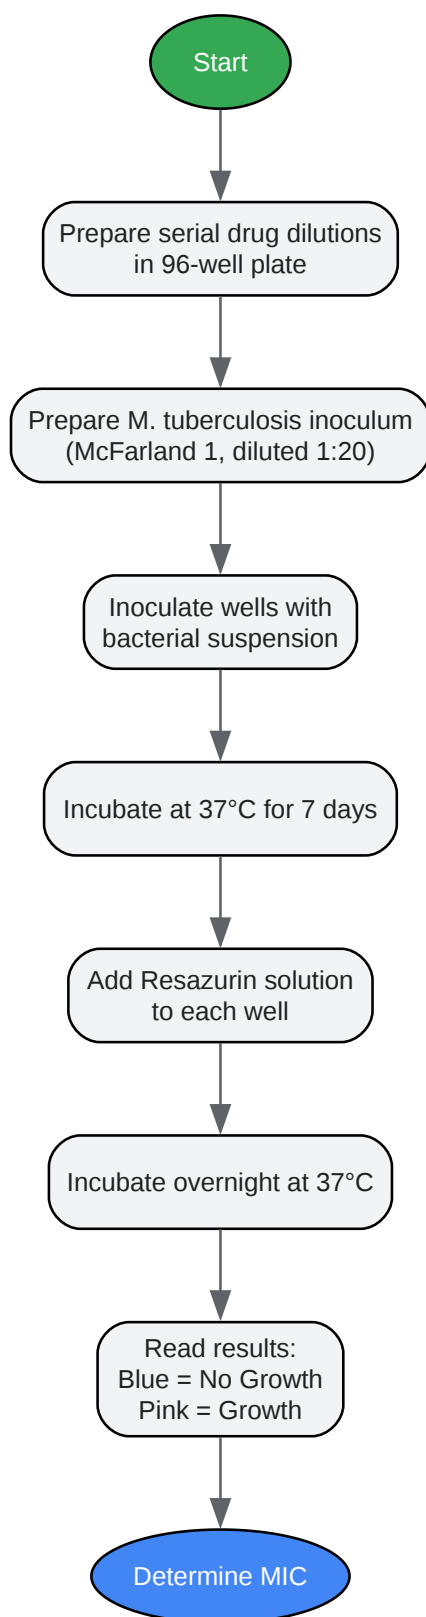 Start
Prepare serial drug dilutions
in 96-well plate
Prepare M. tuberculosis inoculum
(McFarland 1, diluted 1:20)
Inoculate wells with
bacterial suspension
Incubate at 37°C for 7 days
Add Resazurin solution
to each well
Incubate overnight at 37°C
Read results:
Blue = No Growth
Pink = Growth
Determine MIC